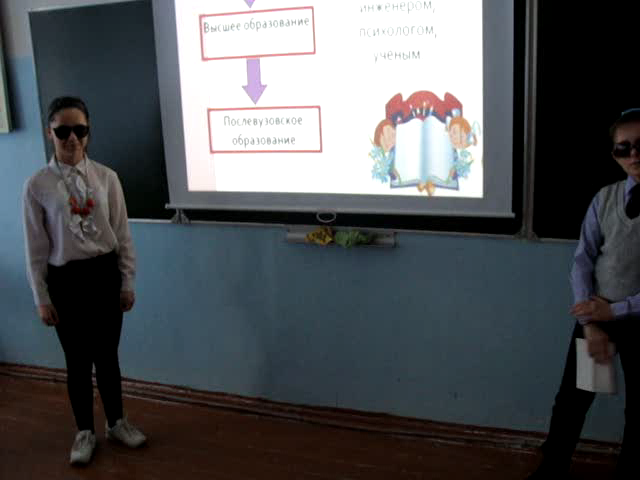 Высшее образование
инженером,
психологом,
учёным
Послевузовское
образование